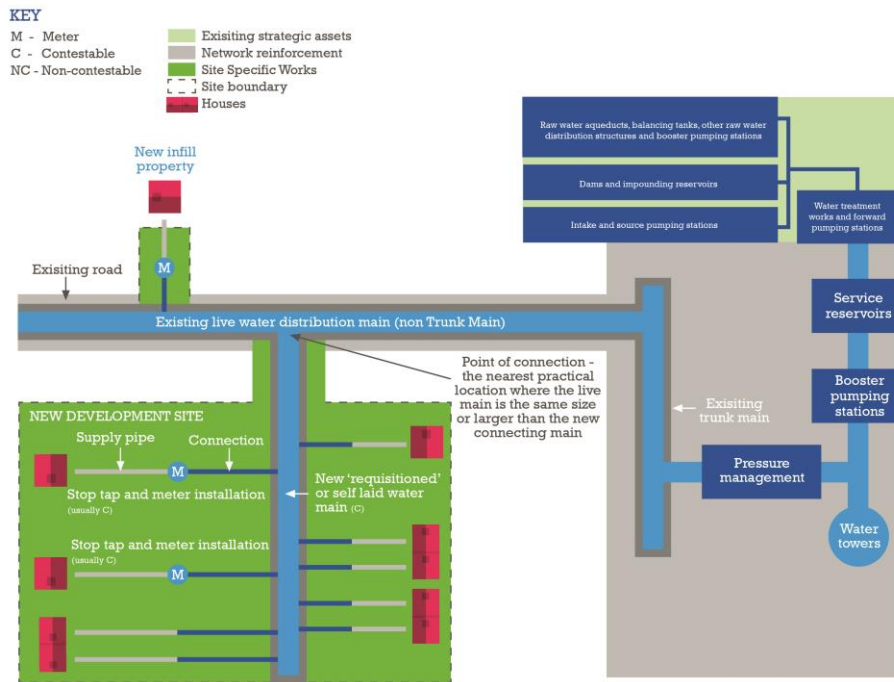 KEY
M - Meter
C - Contestable
NC - Non-contestable
Exisiting strategic assets
Network reinforcement
Site Specific Works
Site boundary
Houses
Raw water aqueducts, balancing tanks, other raw water
distribution structures and booster pumping stations
Dams and impounding reservoirs
Intake and source pumping stations
Water treatment
works and forward
pumping stations
New infill
property
M
Exisiting road
Existing live water distribution main (non Trunk Main)
Service
reservoirs
Point of connection -
the nearest practical
location where the live
main is the same size
or larger than the new
connecting main
Booster
pumping
stations
Exisiting
trunk main
Pressure
management
Water
towers
NEW DEVELOPMENT SITE
Supply pipe
Connection
M
Stop tap and meter installation
(usually C)
New 'requisitioned'
or self laid water
main (C)
Stop tap and meter installation
(usually C)
M